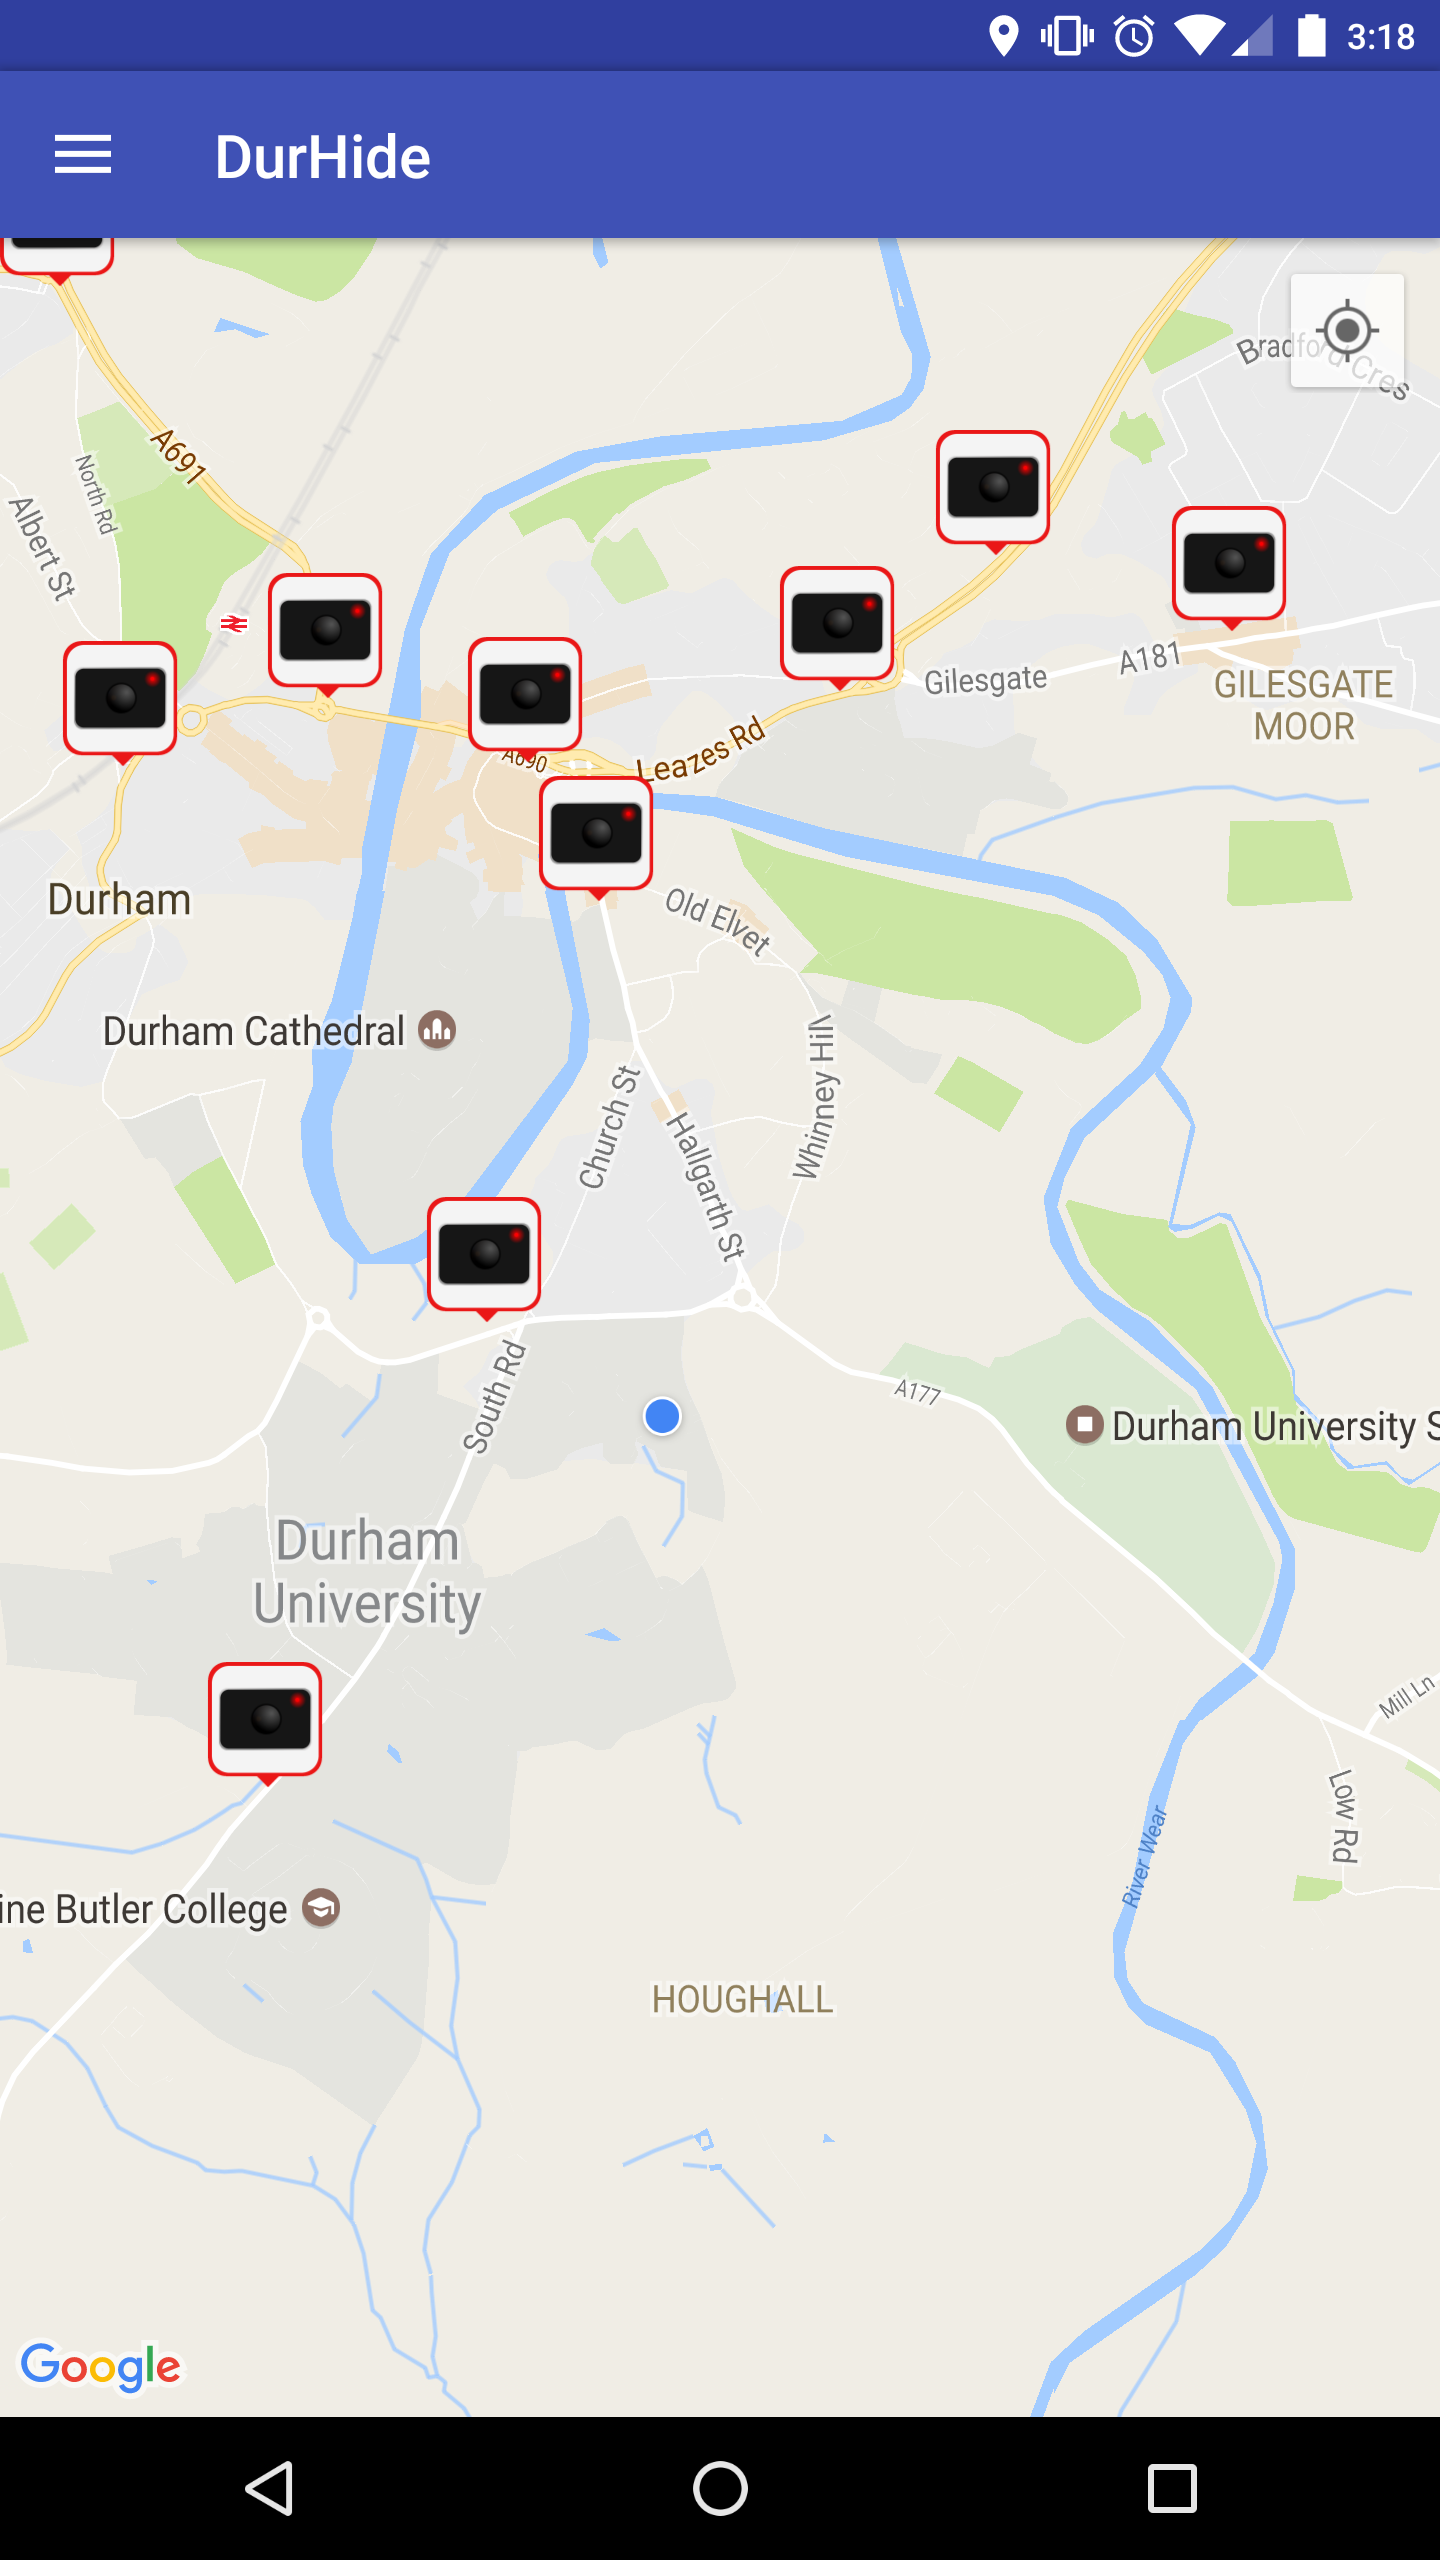 3:18
DurHide
Bradford Cres
A691
North Rd
Albert St
A181
Gilesgate
GILESGATE
MOOR
Leazes Rd
A690
Durham
Old Elvet
Durham Cathedral
Whinney Hill
Church St
Hallgarth St
South Rd
A177
Durham University S
Durham
University
Mill Ln
Low Rd
River Wear
ine Butler College
HOUGHALL
Google